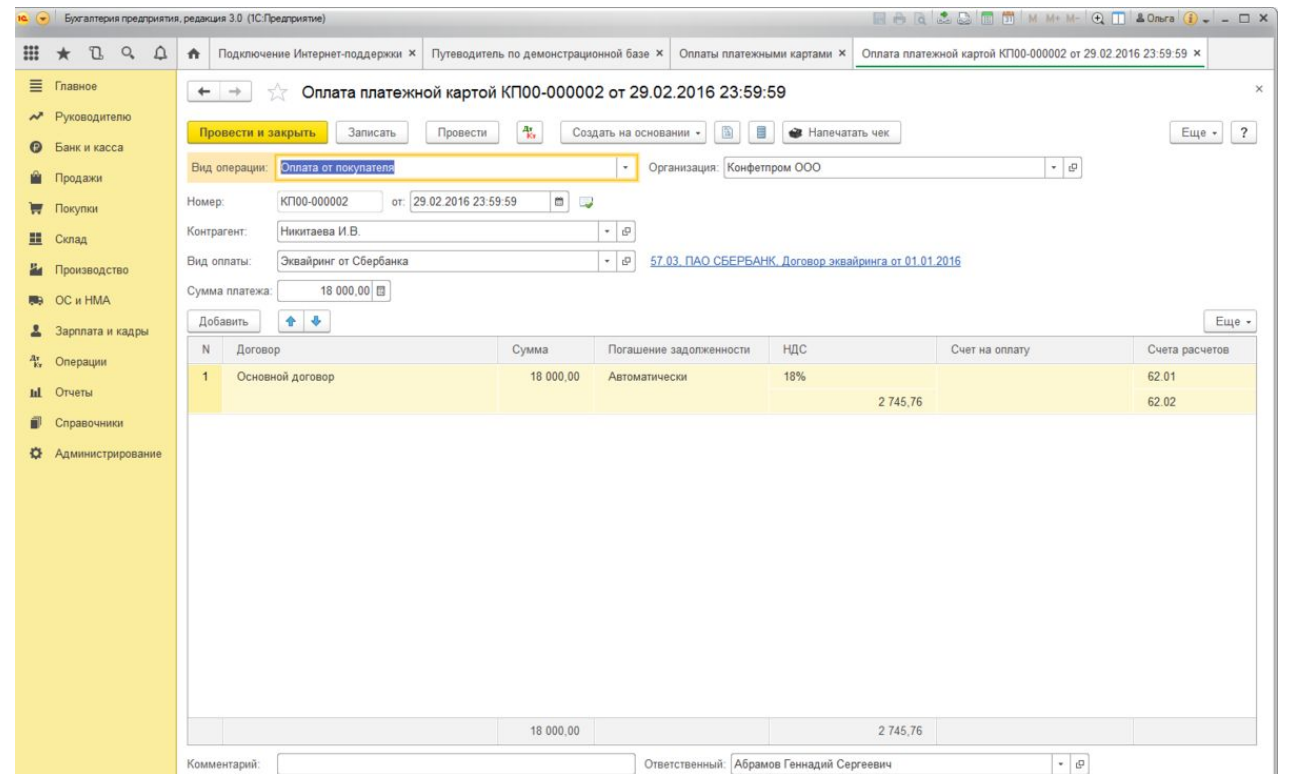 Бухгалтерия предприятия, редакция 3.0 (1С:Предприятие) M M+ M- Ольга
Подключение Интернет-поддержки × Путеводитель по демонстрационной базе × Оплаты платежными картами × Оплата платежной картой КП00-000002 от 29.02.2016 23:59:59 ×
Главное
Руководителю
Банк и касса
Продажи
Покупки
Склад
Производство
ОС и НМА
Зарплата и кадры
Операции
Отчеты
Справочники
Администрирование
Оплата платежной картой КП00-000002 от 29.02.2016 23:59:59
Провести и закрыть Записать Провести Дт Кт Создать на основании Напечатать чек Еще ?
Вид операции: Оплата от покупателя Организация: Конфетпром ООО
Номер: КП00-000002 от: 29.02.2016 23:59:59
Контрагент: Никитаева И.В.
Вид оплаты: Эквайринг от Сбербанка 57.03, ПАО СБЕРБАНК, Договор эквайринга от 01.01.2016
Сумма платежа: 18 000,00
Добавить Еще
N Договор Сумма Погашение задолженности НДС Счет на оплату Счета расчетов
1 Основной договор 18 000,00 Автоматически 18% 62.01
2 745,76 62.02
18 000,00 2 745,76
Комментарий: Ответственный: Абрамов Геннадий Сергеевич